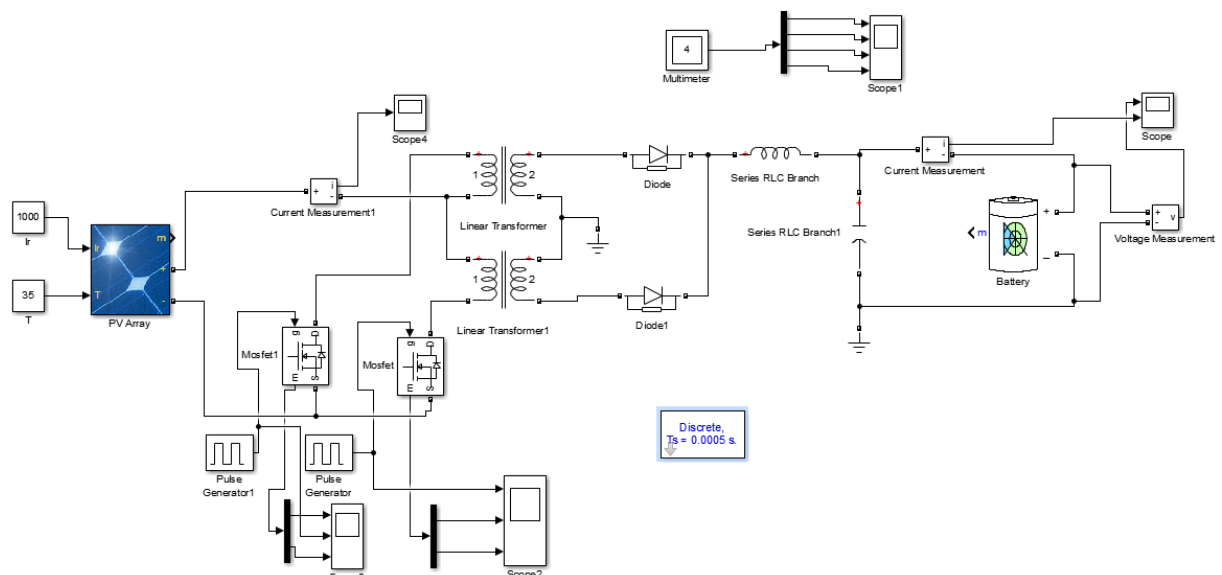 4
Multimeter
Scope1
Scope
Scope4
i
+
-
Current Measurement1
1
2
Linear Transformer
1
2
Linear Transformer1
Diode
Diode1
Series RLC Branch
Series RLC Branch1
+
i
-
Current Measurement
+
-
v
Voltage Measurement
m
+
_
Battery
1000
Ir
35
T
Ir
T
m
+
-
PV Array
Mosfet1
g
D
m
S
Mosfet
g
D
m
S
Discrete,
Ts = 0.0005 s.
Pulse
Generator1
Pulse
Generator
Scope2